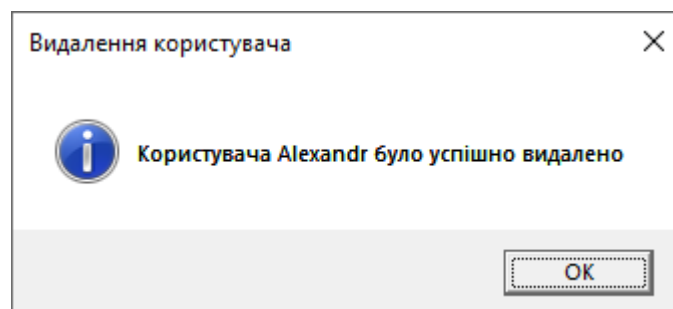 Видалення користувача
Користувача Alexandr було успішно видалено
OK